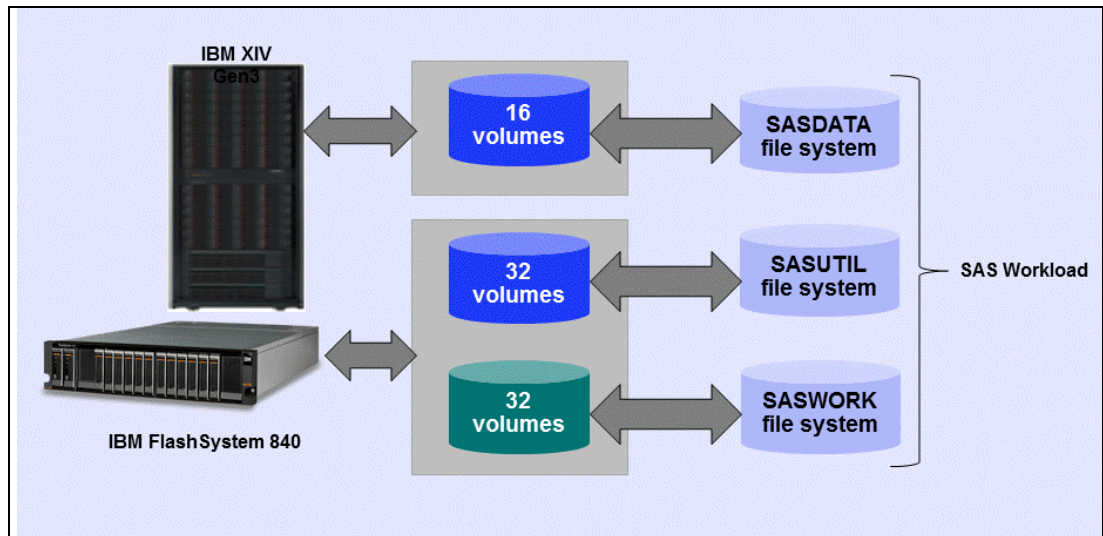 IBM XIV
Gen3
16
volumes
SASDATA
file system
32
volumes
SASUTIL
file system
SAS Workload
32
volumes
SASWORK
file system
IBM FlashSystem 840